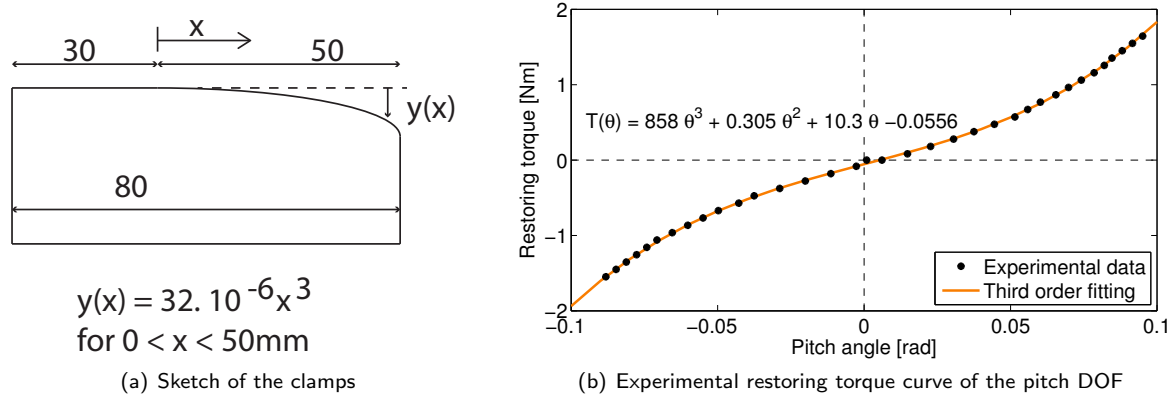 x
30
50
y(x)
80
y(x) = 32. 10 -6x 3
for 0 < x < 50mm
(a) Sketch of the clamps
2
1
0
−1
−2
Restoring torque [Nm]
T(θ) = 858 θ3 + 0.305 θ2 + 10.3 θ −0.0556
Experimental data
Third order fitting
−0.1
−0.05
0
0.05
0.1
Pitch angle [rad]
(b) Experimental restoring torque curve of the pitch DOF